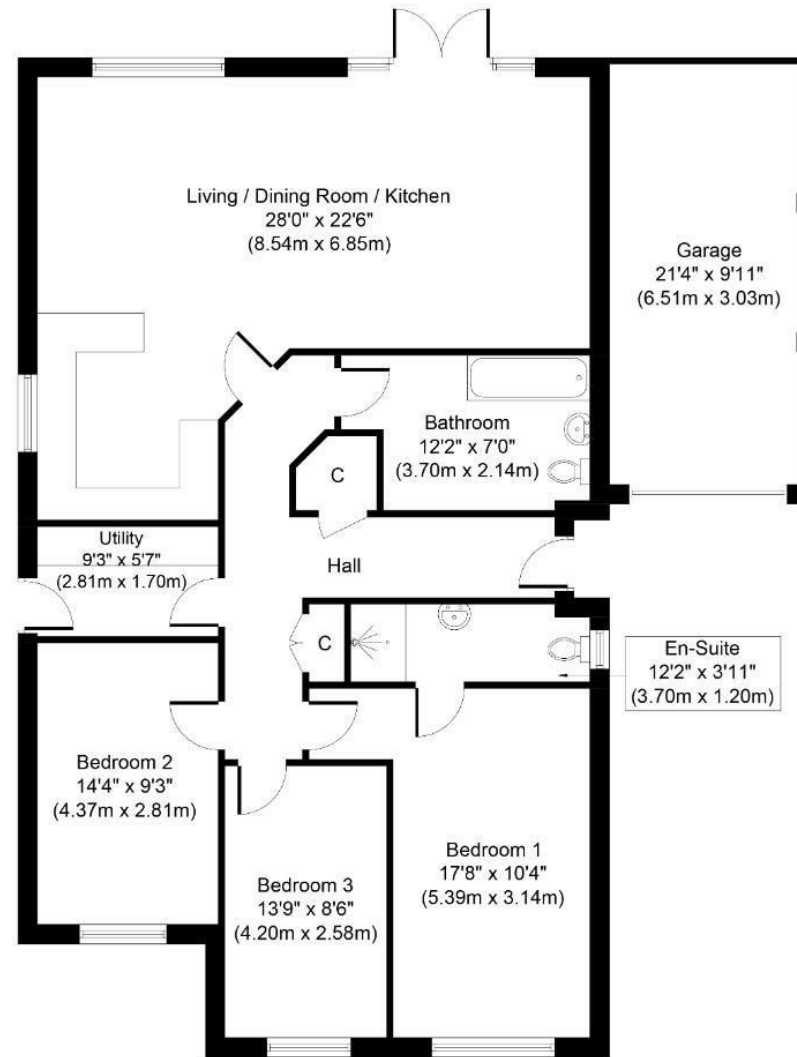 Living / Dining Room / Kitchen
28'0" x 22'6"
(8.54m x 6.85m)
Garage
21'4" x 9'11"
(6.51m x 3.03m)
Bathroom
12'2" x 7'0"
(3.70m x 2.14m)
C
Utility
9'3" x 5'7"
(2.81m x 1.70m)
Hall
C
En-Suite
12'2" x 3'11"
(3.70m x 1.20m)
Bedroom 2
14'4" x 9'3"
(4.37m x 2.81m)
Bedroom 3
13'9" x 8'6"
(4.20m x 2.58m)
Bedroom 1
17'8" x 10'4"
(5.39m x 3.14m)